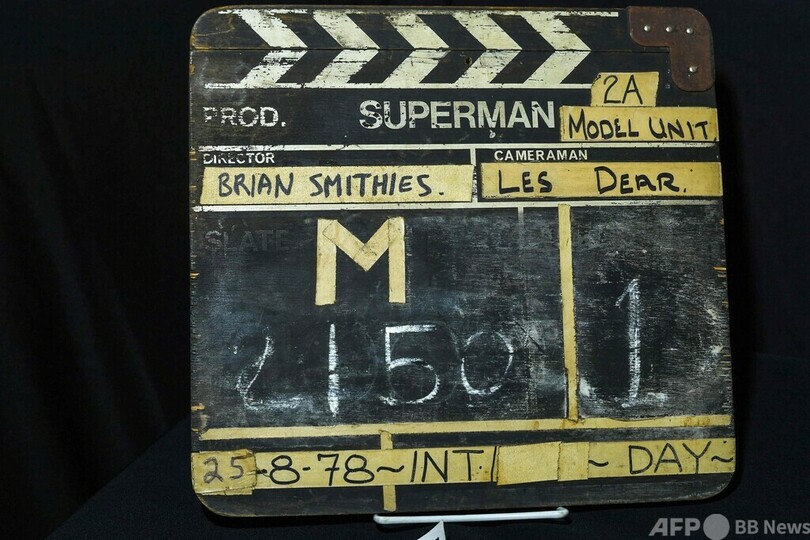 2A
PROD. SUPERMAN MODEL UNIT
DIRECTOR CAMERAMAN
BRIAN SMITHIES. LES DEAR.
SLATE
M
2150 1
25-8-78~INT ~ DAY~
AFP BB News